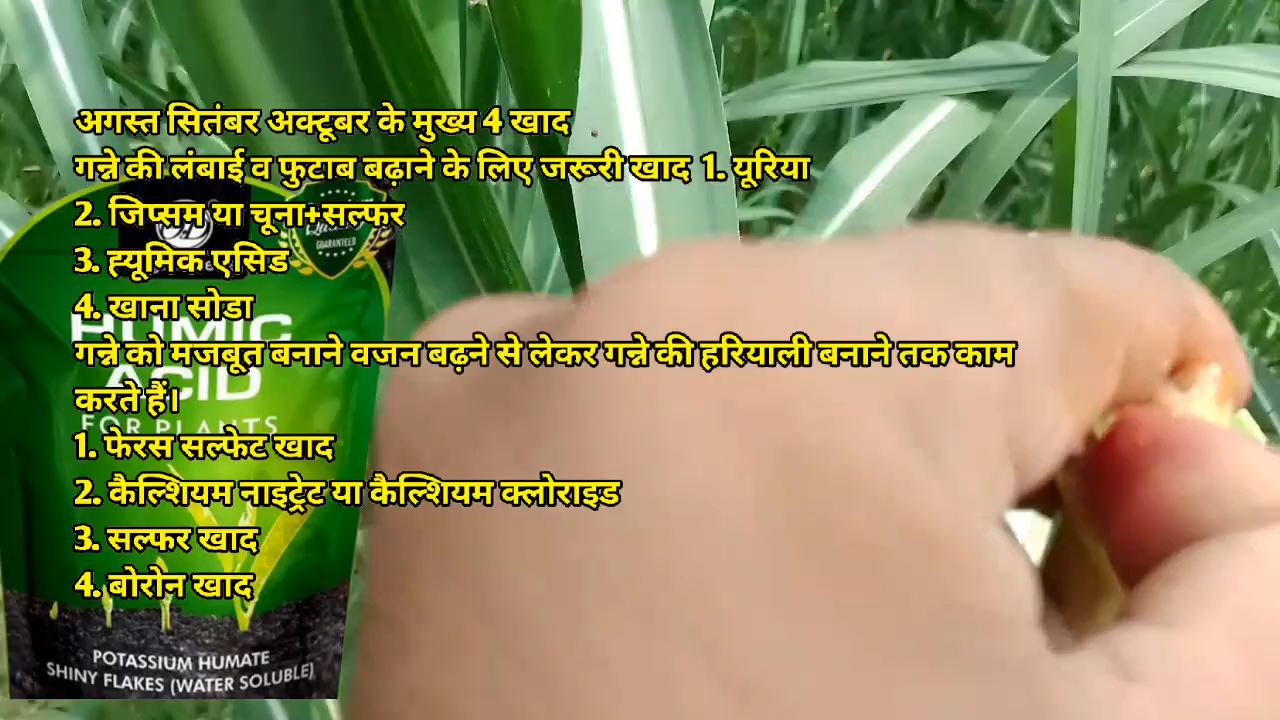 अगस्त सितंबर अक्टूबर के मुख्य 4 खाद
गन्ने की लंबाई व फुटाब बढ़ाने के लिए जरूरी खाद 1. यूरिया
2. जिप्सम या चूना+सल्फर
3. ह्यूमिक एसिड
4. खाना सोडा
गन्ने को मजबूत बनाने वजन बढ़ने से लेकर गन्ने की हरियाली बनाने तक काम
करते हैं।
1. फेरस सल्फेट खाद
2. कैल्शियम नाइट्रेट या कैल्शियम क्लोराइड
3. सल्फर खाद
4. बोरोन खाद
GUARANTEED
HUMIC
ACID
FOR PLANTS
POTASSIUM HUMATE
SHINY FLAKES (WATER SOLUBLE)